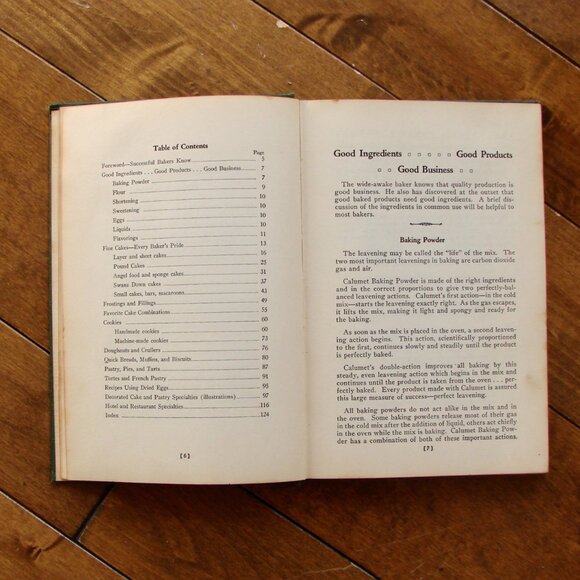 Table of Contents
Page
Foreword—Successful Bakers Know 5
Good Ingredients . . . Good Products . . . Good Business 7
Baking Powder 7
Flour 9
Shortening 10
Sweetening 10
Eggs 10
Liquids 10
Flavorings 11
Fine Cakes—Every Baker's Pride 13
Layer and sheet cakes 16
Pound Cakes 25
Angel food and sponge cakes 31
Swans Down cakes 37
Small cakes, bars, macaroons 43
Frostings and Fillings 49
Favorite Cake Combinations 55
Cookies 60
Handmade cookies 60
Machine-made cookies 73
Doughnuts and Crullers 76
Quick Breads, Muffins, and Biscuits 80
Pastry, Pies, and Tarts 87
Tortes and French Pastry 91
Recipes Using Dried Eggs 95
Decorated Cake and Pastry Specialties (Illustrations) 97
Hotel and Restaurant Specialties 116
Index 124
[6]
Good Ingredients □ □ □ □ □ Good Products
□ □ Good Business □ □
The wide-awake baker knows that quality production is
good business. He also has discovered at the outset that
good baked products need good ingredients. A brief dis-
cussion of the ingredients in common use will be helpful to
most bakers.
Baking Powder
The leavening may be called the "life" of the mix. The
two most important leavenings in baking are carbon dioxide
gas and air.
Calumet Baking Powder is made of the right ingredients
and in the correct proportions to give two perfectly-bal-
anced leavening actions. Calumet's first action—in the cold
mix—starts the leavening exactly right. As the gas escapes,
it lifts the mix, making it light and spongy and ready for
the baking.
As soon as the mix is placed in the oven, a second leaven-
ing action begins. This action, scientifically proportioned
to the first, continues slowly and steadily until the product
is perfectly baked.
Calumet's double-action improves all baking by this
steady, even leavening action which begins in the mix and
continues until the product is taken from the oven . . . per-
fectly baked. Every product made with Calumet is assured
this large measure of success—perfect leavening.
All baking powders do not act alike in the mix and in
the oven. Some baking powders release most of their gas
in the cold mix after the addition of liquid, others act chiefly
in the oven while the mix is baking. Calumet Baking Pow-
der has a combination of both of these important actions.
[7]